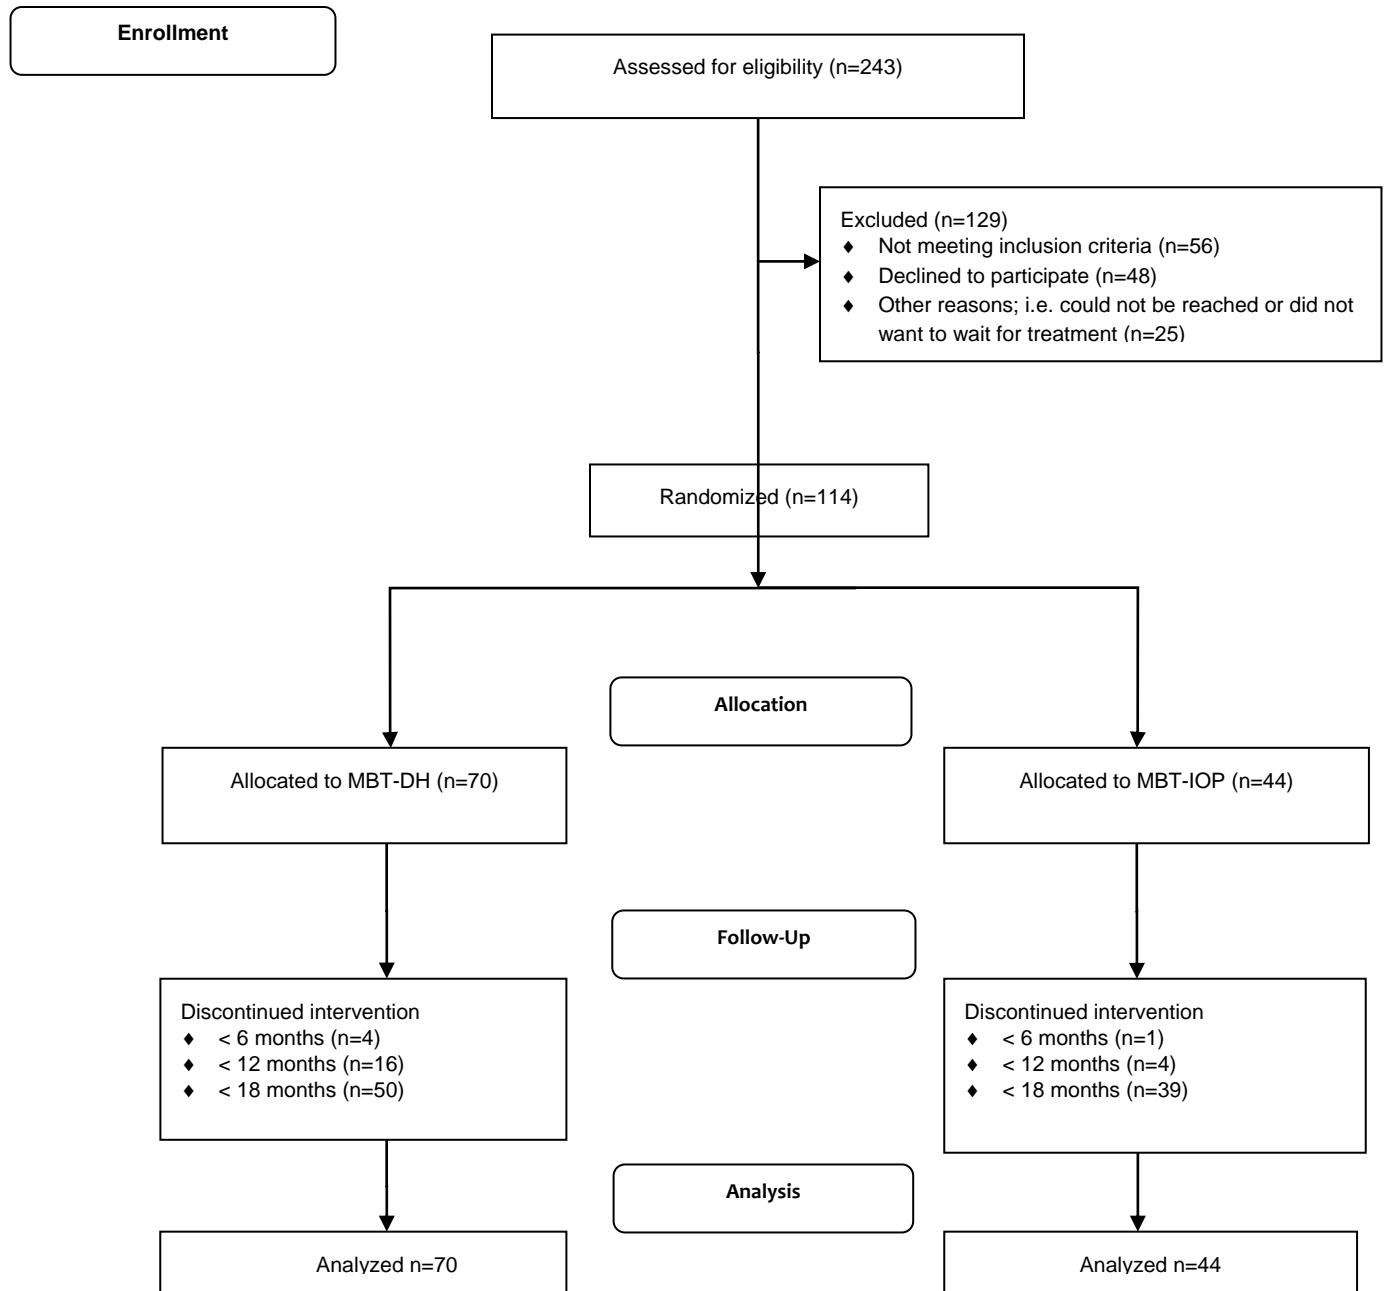 Enrollment
Assessed for eligibility (n=243)
Excluded (n=129)
♦ Not meeting inclusion criteria (n=56)
♦ Declined to participate (n=48)
♦ Other reasons; i.e. could not be reached or did not
want to wait for treatment (n=25)
Randomized (n=114)
Allocation
Allocated to MBT-DH (n=70)
Allocated to MBT-IOP (n=44)
Follow-Up
Discontinued intervention
♦ < 6 months (n=4)
♦ < 12 months (n=16)
♦ < 18 months (n=50)
Discontinued intervention
♦ < 6 months (n=1)
♦ < 12 months (n=4)
♦ < 18 months (n=39)
Analysis
Analyzed n=70
Analyzed n=44